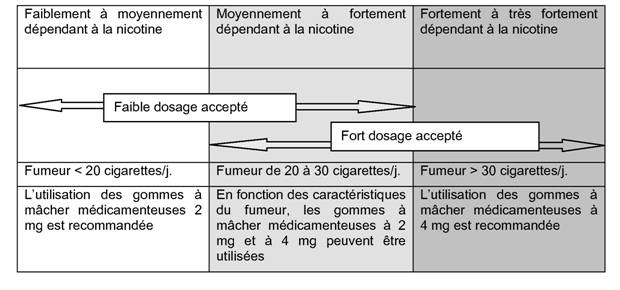 Faiblement à moyennement
dépendant à la nicotine
Moyennement à fortement
dépendant à la nicotine
Fortement à très fortement
dépendant à la nicotine
Faible dosage accepté
Fort dosage accepté
Fumeur < 20 cigarettes/j.
Fumeur de 20 à 30 cigarettes/j.
Fumeur > 30 cigarettes/j.
L'utilisation des gommes à
mâcher médicamenteuses 2
mg est recommandée
En fonction des caractéristiques
du fumeur, les gommes à
mâcher médicamenteuses à 2
mg et à 4 mg peuvent être
utilisées
L'utilisation des gommes à
mâcher médicamenteuses à
4 mg est recommandée